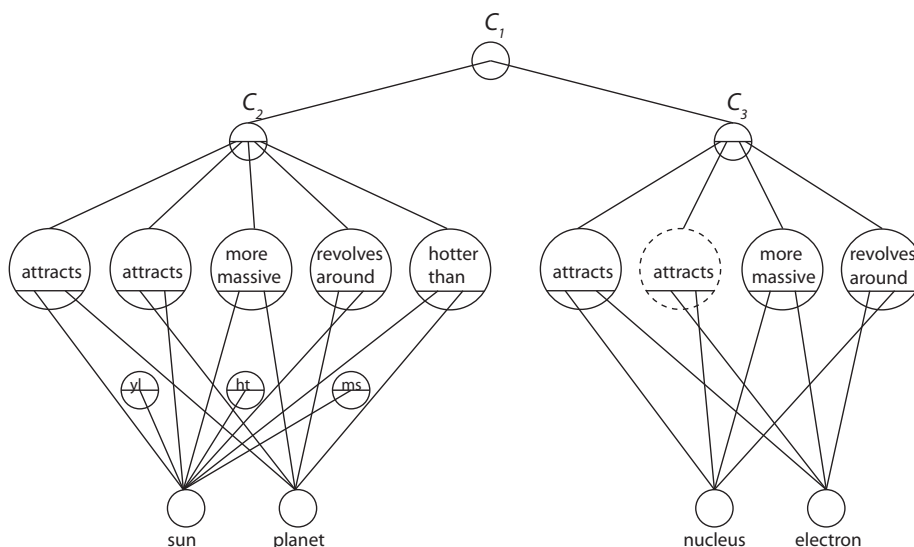 C₁
C₂ C₃
attracts attracts more massive revolves around hotter than attracts attracts more massive revolves around
yl ht ms
sun planet nucleus electron